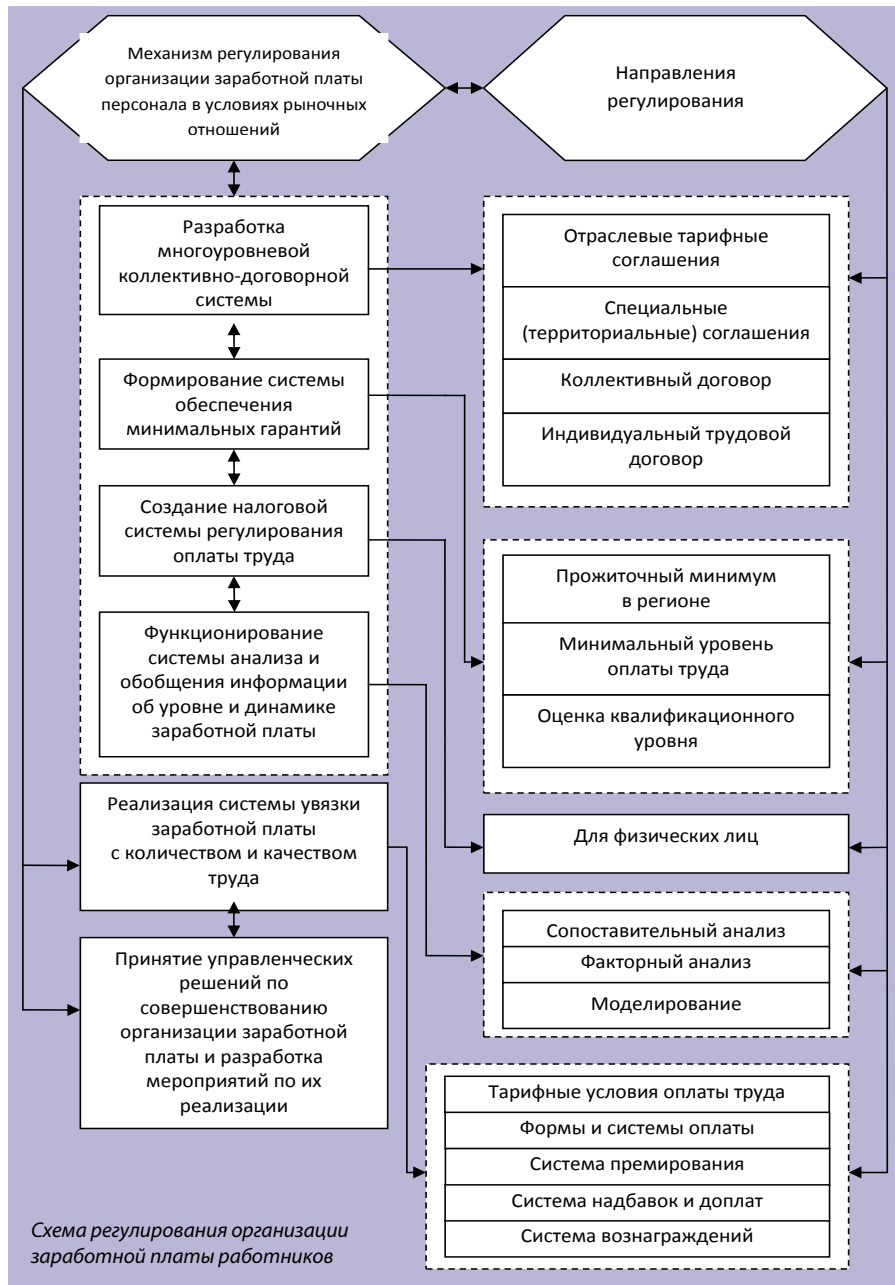 Механизм регулирования
организации заработной платы
персонала в условиях рыночных
отношений
Направления
регулирования
Разработка
многоуровневой
коллективно-договорной
системы
Формирование системы
обеспечения
минимальных гарантий
Создание налоговой
системы регулирования
оплаты труда
Функционирование
системы анализа и
обобщения информации
об уровне и динамике
заработной платы
Реализация системы увязки
заработной платы
с количеством и качеством
труда
Принятие управленческих
решений по
совершенствованию
организации заработной
платы и разработка
мероприятий по их
реализации
Отраслевые тарифные
соглашения
Специальные
(территориальные) соглашения
Коллективный договор
Индивидуальный трудовой
договор
Прожиточный минимум
в регионе
Минимальный уровень
оплаты труда
Оценка квалификационного
уровня
Для физических лиц
Сопоставительный анализ
Факторный анализ
Моделирование
Тарифные условия оплаты труда
Формы и системы оплаты
Система премирования
Система надбавок и доплат
Система вознаграждений
Схема регулирования организации
заработной платы работников